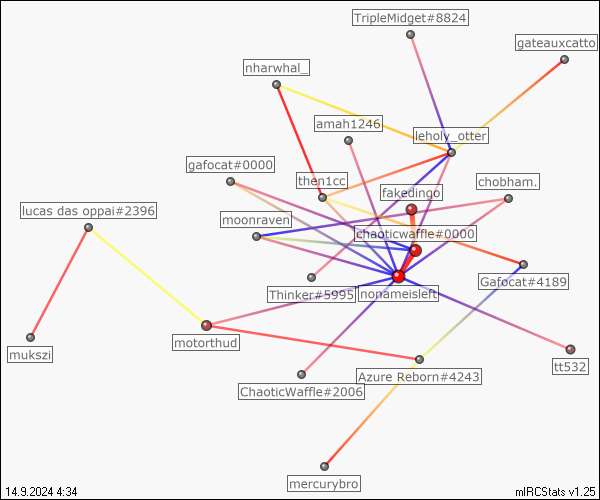 TripleMidget#8824
gateauxcatto
nharwhal_
amah1246
leholy_otter
gafocat#0000
then1cc
fakedingo
chobham.
lucas das oppai#2396
moonraven
chaoticwaffle#0000
Gafocat#4189
Thinker#5995
nonameisleft
motorthud
mukszi
tt532
Azure Reborn#4243
ChaoticWaffle#2006
mercurybro
14.9.2024 4:34
mIRCStats v1.25